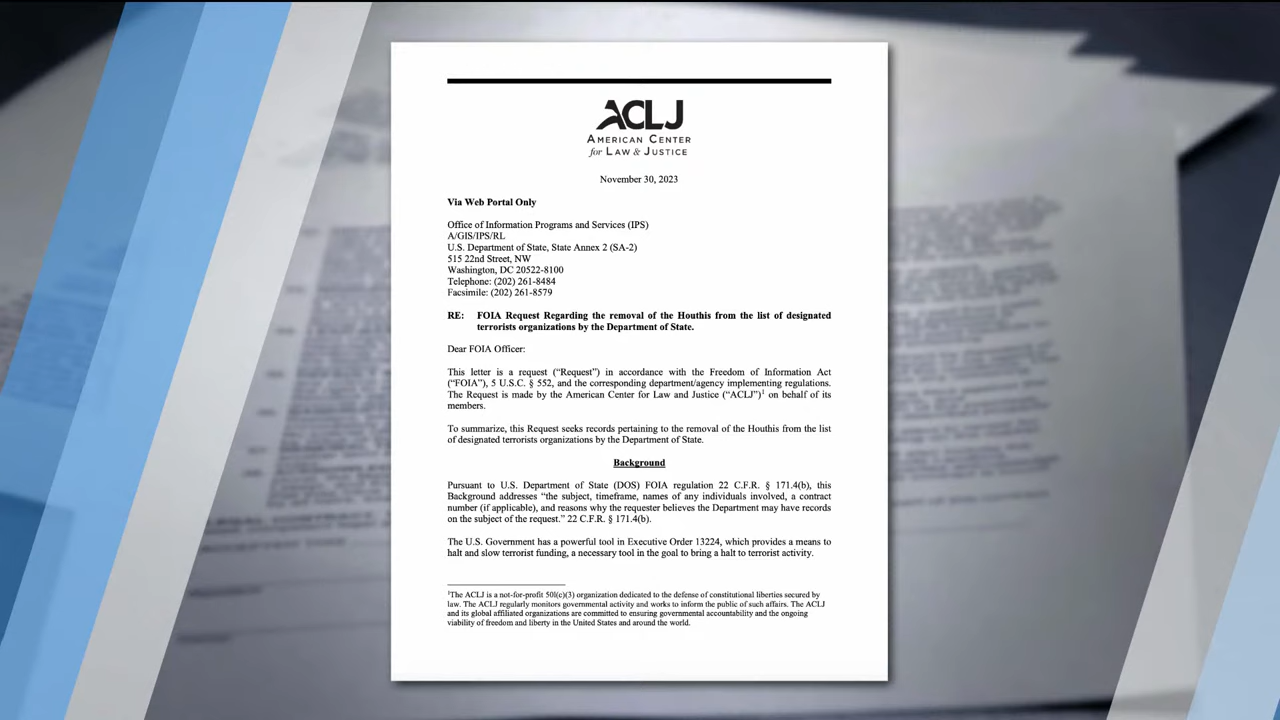 ACLJ
AMERICAN CENTER
for LAW & JUSTICE
November 30, 2023
Via Web Portal Only
Office of Information Programs and Services (IPS)
A/GIS/IPS/RL
U.S. Department of State, State Annex 2 (SA-2)
515 22nd Street, NW
Washington, DC 20522-8100
Telephone: (202) 261-8484
Facsimile: (202) 261-8579
RE: FOIA Request Regarding the removal of the Houthis from the list of designated
terrorists organizations by the Department of State.
Dear FOIA Officer:
This letter is a request (“Request”) in accordance with the Freedom of Information Act
(“FOIA”), 5 U.S.C. § 552, and the corresponding department/agency implementing regulations.
The Request is made by the American Center for Law and Justice (“ACLJ”)¹ on behalf of its
members.
To summarize, this Request seeks records pertaining to the removal of the Houthis from the list
of designated terrorists organizations by the Department of State.
Background
Pursuant to U.S. Department of State (DOS) FOIA regulation 22 C.F.R. § 171.4(b), this
Background addresses “the subject, timeframe, names of any individuals involved, a contract
number (if applicable), and reasons why the requester believes the Department may have records
on the subject of the request.” 22 C.F.R. § 171.4(b).
The U.S. Government has a powerful tool in Executive Order 13224, which provides a means to
halt and slow terrorist funding, a necessary tool in the goal to bring a halt to terrorist activity.
¹The ACLJ is a not-for-profit 50l(c)(3) organization dedicated to the defense of constitutional liberties secured by
law. The ACLJ regularly monitors governmental activity and works to inform the public of such affairs. The ACLJ
and its global affiliated organizations are committed to ensuring governmental accountability and the ongoing
viability of freedom and liberty in the United States and around the world.